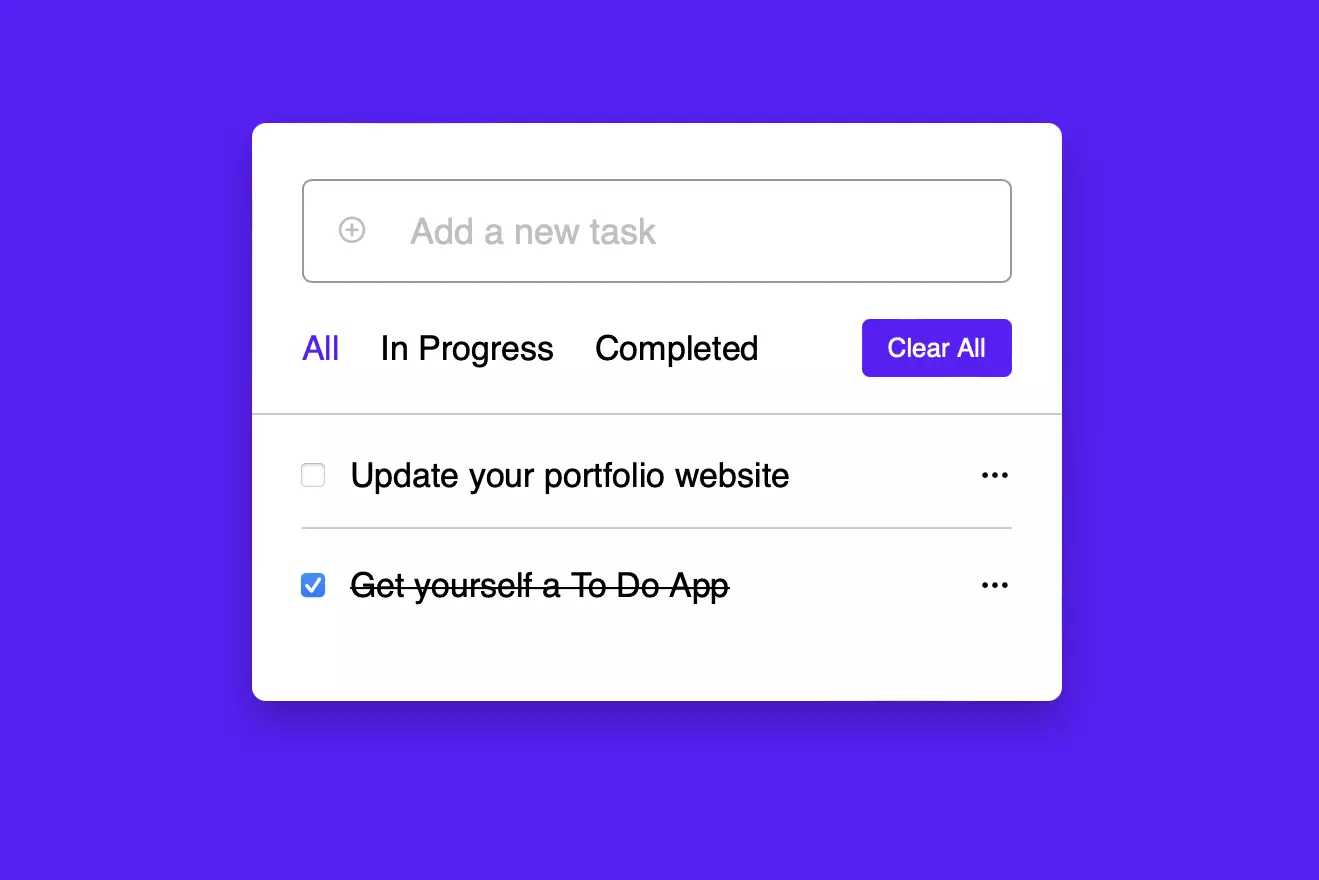 Add a new task
All In Progress Completed Clear All
Update your portfolio website
Get yourself a To Do App